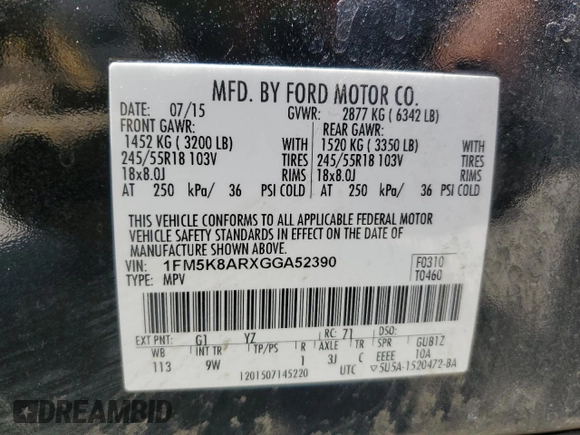 MFD. BY FORD MOTOR CO.
DATE: 07/15 GVWR: 2877 KG ( 6342 LB)
FRONT GAWR: REAR GAWR:
1452 KG ( 3200 LB) WITH 1520 KG ( 3350 LB) WITH
245/55R18 103V TIRES 245/55R18 103V TIRES
18x8.0J RIMS 18x8.0J RIMS
AT 250 kPa/ 36 PSI COLD AT 250 kPa/ 36 PSI COLD
THIS VEHICLE CONFORMS TO ALL APPLICABLE FEDERAL MOTOR
VEHICLE SAFETY STANDARDS IN EFFECT ON THE DATE OF
MANUFACTURE SHOWN ABOVE.
VIN: 1FM5K8ARXGGA52390 F0310
TYPE: MPV T0460
EXT PNT: G1 YZ RC: 71 DSO:
WB INT TR TP/PS R AXLE TR SPR GUB1Z
113 9W 1 3J C EEEE 10A
1201507145220 UTC ▽5U5A-1520472-BA
DREAMBID